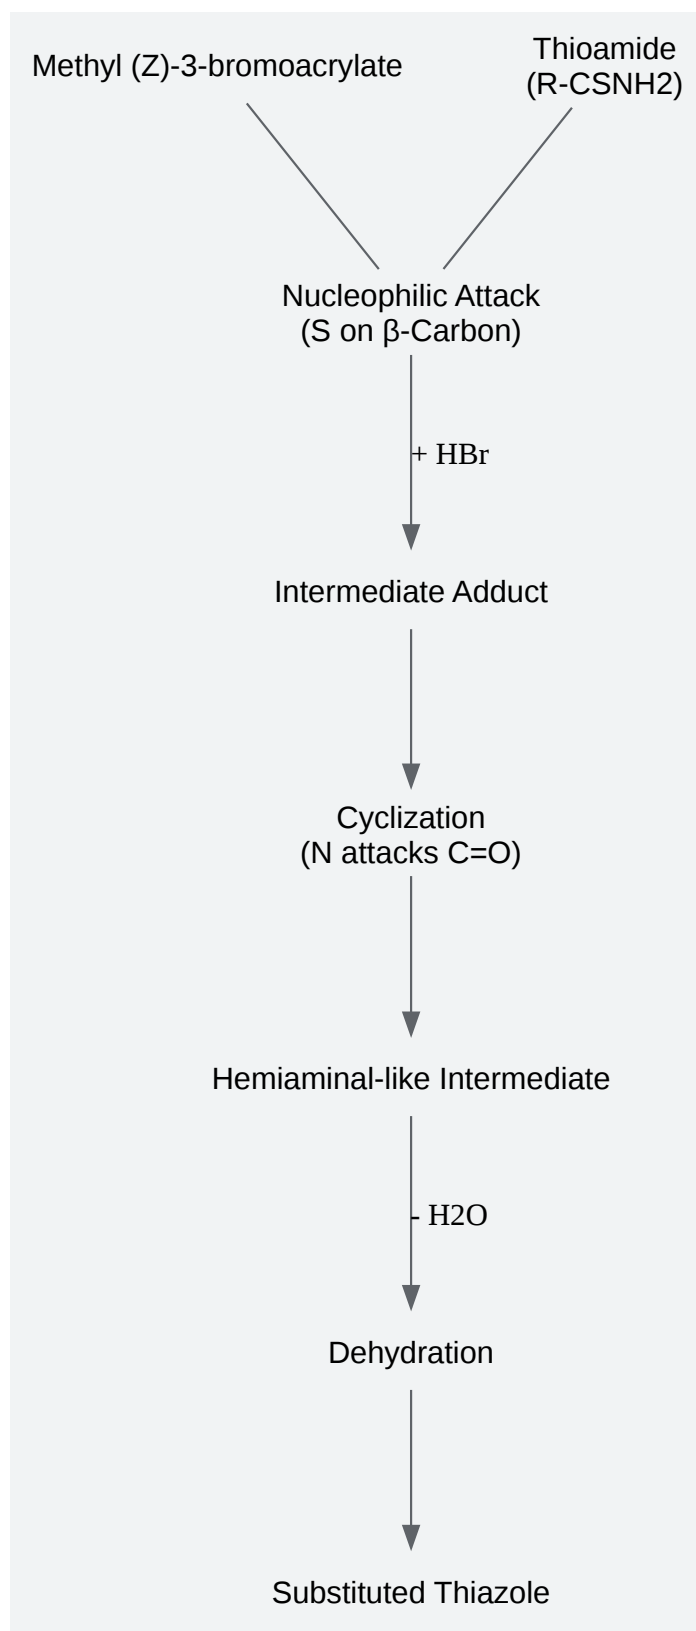 Methyl (Z)-3-bromoacrylate
Thioamide
(R-CSNH2)
Nucleophilic Attack
(S on β-Carbon)
+ HBr
Intermediate Adduct
Cyclization
(N attacks C=O)
Hemiaminal-like Intermediate
- H2O
Dehydration
Substituted Thiazole